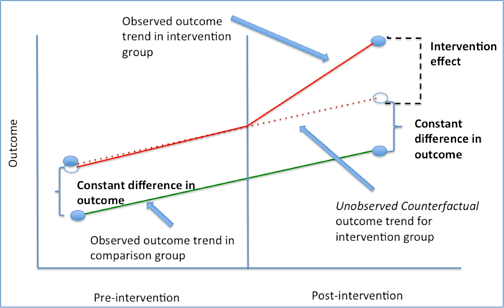 Observed outcome
trend in intervention
group
Intervention
effect
Outcome
Constant
difference in
outcome
Constant difference in
outcome
Unobserved Counterfactual
outcome trend for
intervention group
Observed outcome trend in
comparison group
Pre-intervention
Post-intervention